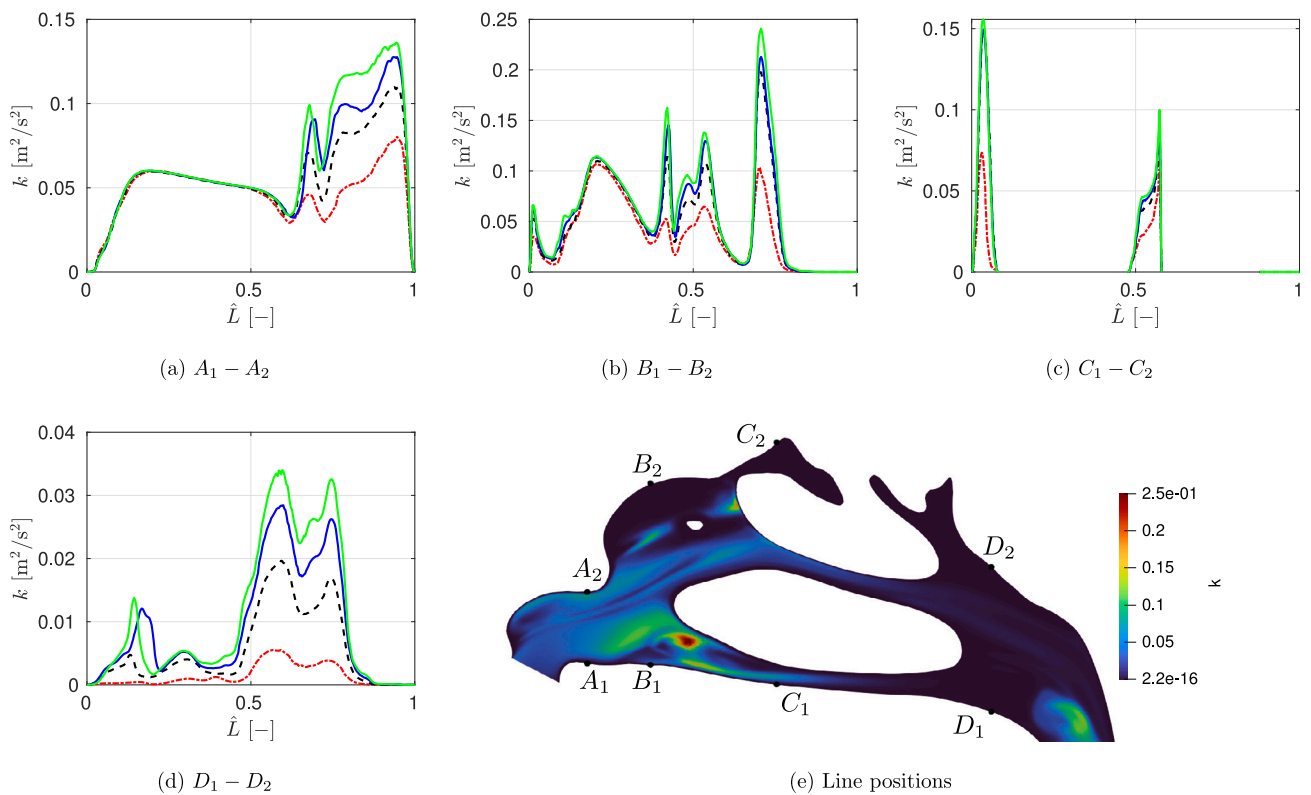 0.15
0.1
0.05
0
k [m²/s²]
0 0.5 1
L̂ [−]
(a) A₁ − A₂
0.25
0.2
0.15
0.1
0.05
0
k [m²/s²]
0 0.5 1
L̂ [−]
(b) B₁ − B₂
0.15
0.1
0.05
0
k [m²/s²]
0 0.5 1
L̂ [−]
(c) C₁ − C₂
0.04
0.03
0.02
0.01
0
k [m²/s²]
0 0.5 1
L̂ [−]
(d) D₁ − D₂
C₂
B₂
A₂
D₂
A₁
B₁
C₁
D₁
2.5e-01
0.2
0.15
0.1
0.05
2.2e-16
k
(e) Line positions